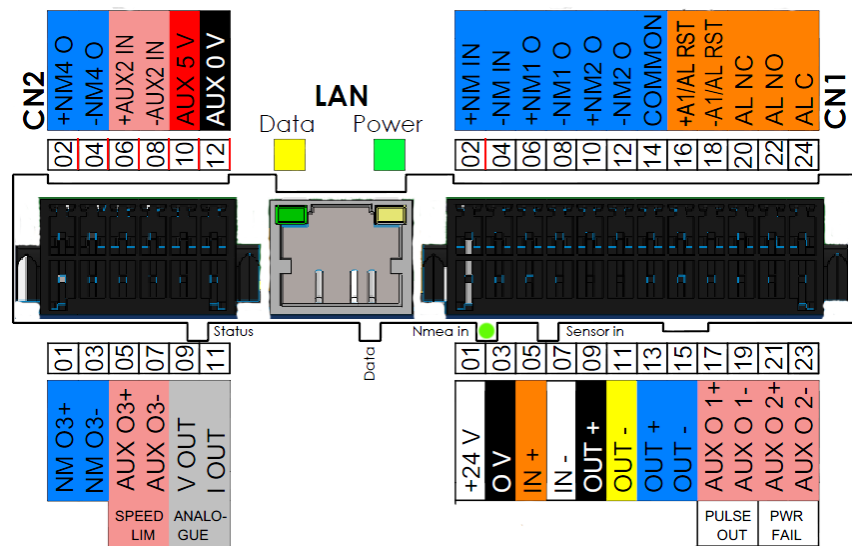 CN2
+NM4 O
-NM4 O
+AUX2 IN
-AUX2 IN
AUX 5 V
AUX 0 V
LAN
Data
Power
+NM IN
-NM IN
+NM1 O
-NM1 O
+NM2 O
-NM2 O
COMMON
+A1/AL RST
-A1/AL RST
AL NC
AL NO
AL C
CN1
02
04
06
08
10
12
02
04
06
08
10
12
14
16
18
20
22
24
Status
Data
Nmea in
Sensor in
01
03
05
07
09
11
01
03
05
07
09
11
13
15
17
19
21
23
NM O3+
NM O3-
AUX O3+
AUX O3-
V OUT
I OUT
+24 V
O V
IN +
IN -
OUT +
OUT -
OUT +
OUT -
AUX O 1+
AUX O 1-
AUX O 2+
AUX O 2-
SPEED
LIM
ANALO-
GUE
PULSE
OUT
PWR
FAIL